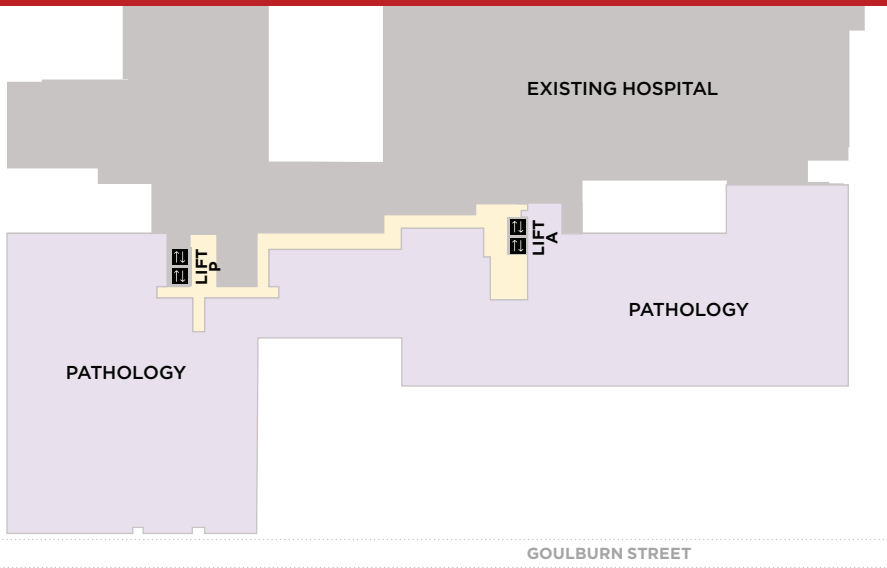 EXISTING HOSPITAL
LIFT
A
LIFT
P
PATHOLOGY
PATHOLOGY
GOULBURN STREET